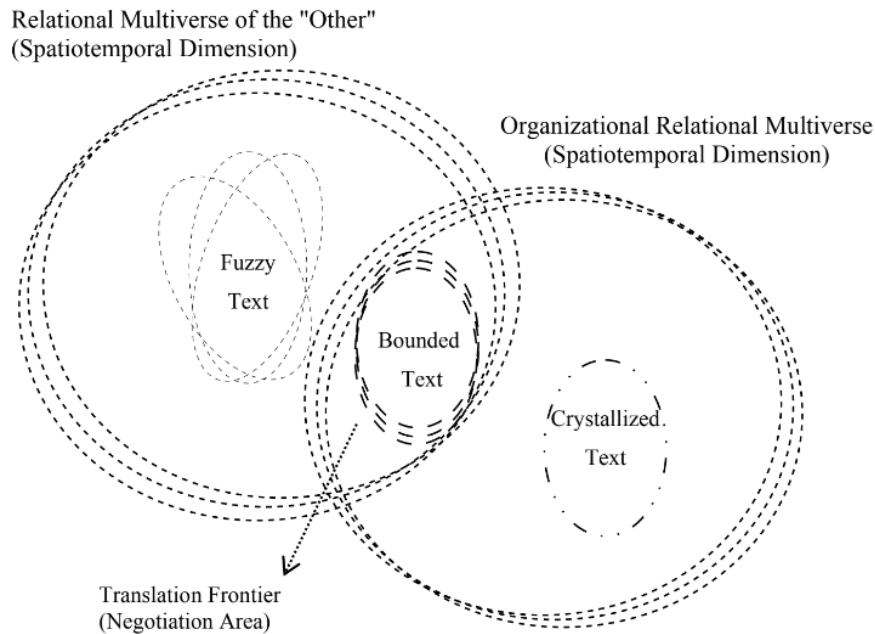 Relational Multiverse of the "Other"
(Spatiotemporal Dimension)
Organizational Relational Multiverse
(Spatiotemporal Dimension)
Fuzzy
Text
Bounded
Text
Crystallized
Text
Translation Frontier
(Negotiation Area)